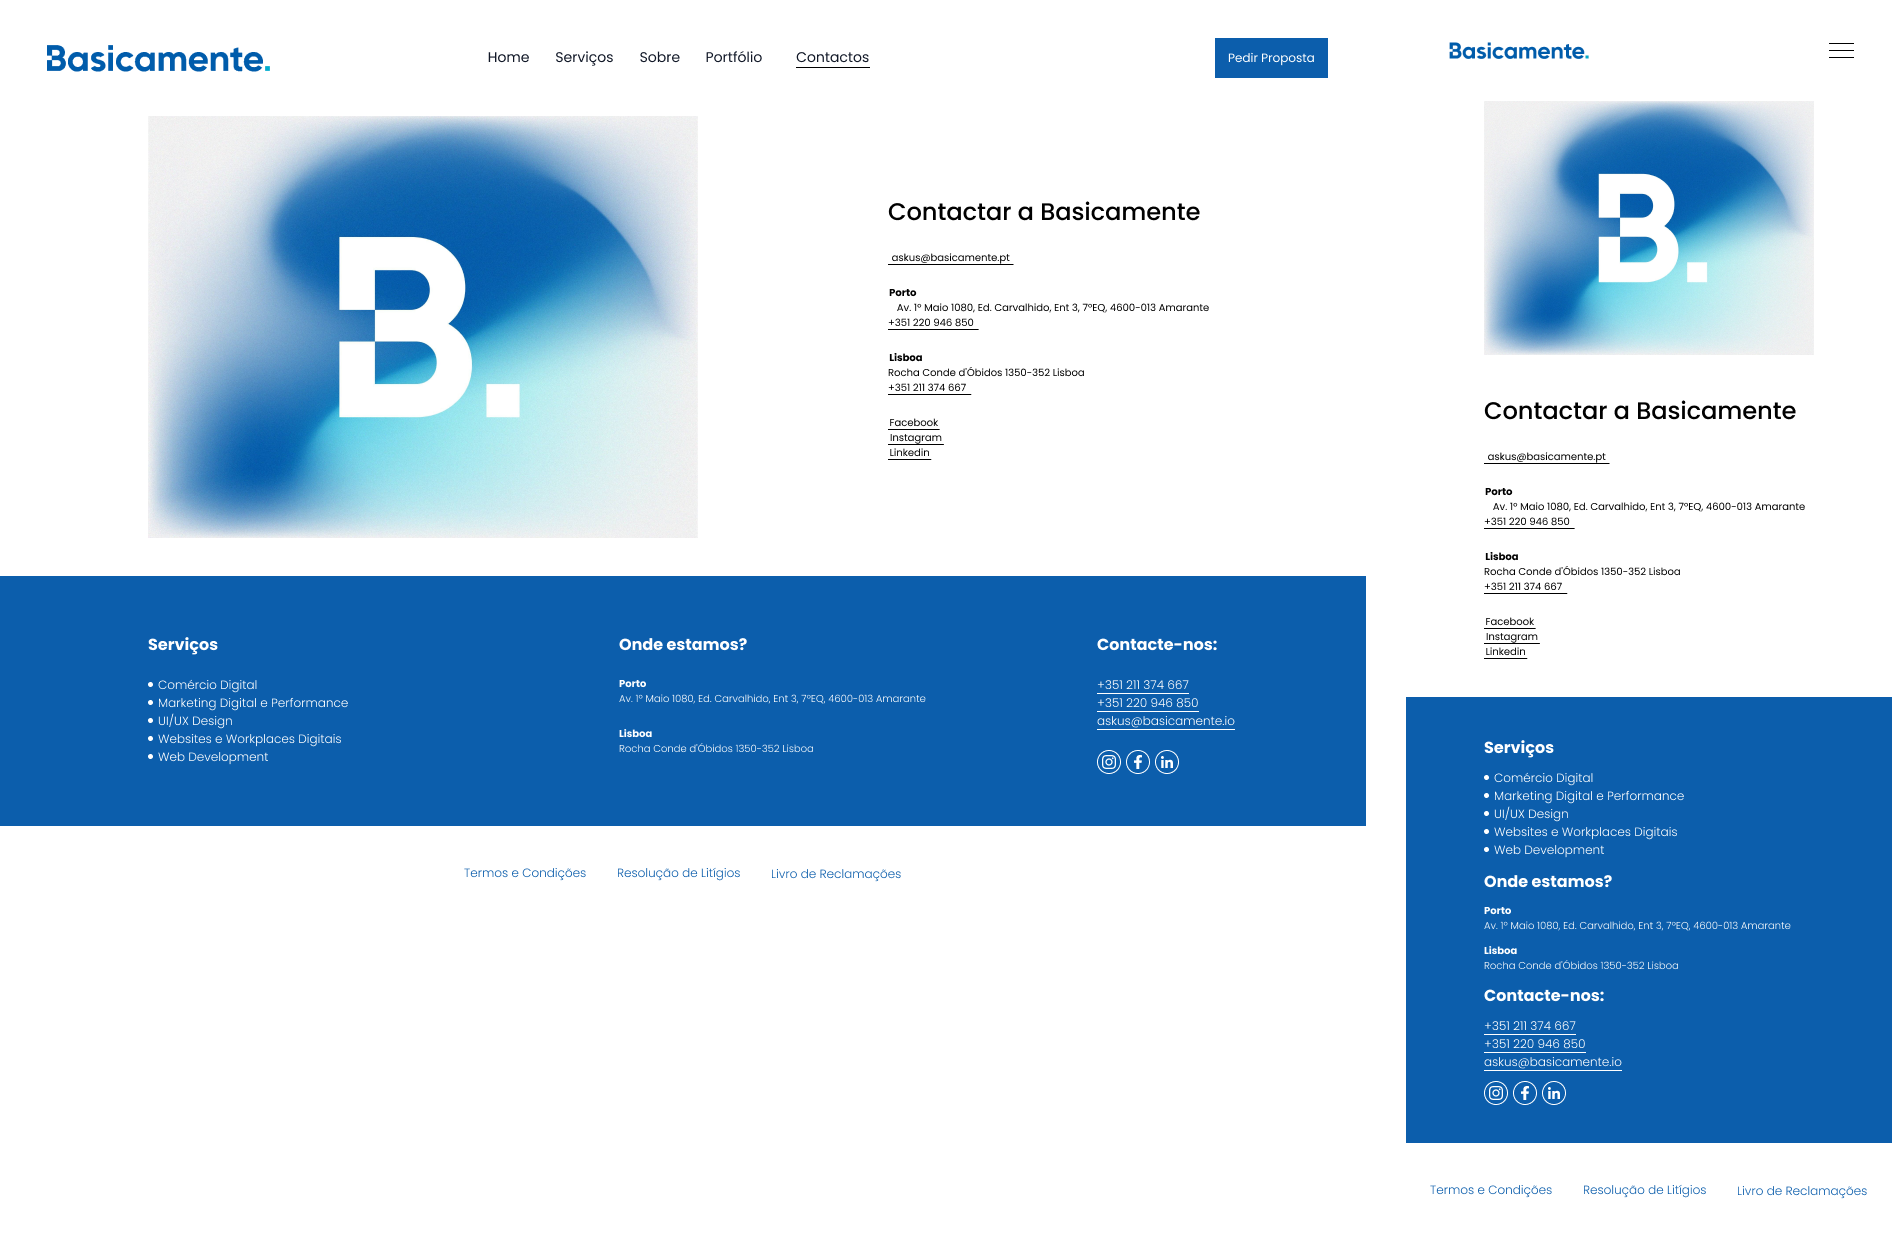 Basicamente.
Home Serviços Sobre Portfólio Contactos
Pedir Proposta
B.
Contactar a Basicamente
askus@basicamente.pt
Porto
Av. 1º Maio 1080, Ed. Carvalhido, Ent 3, 7ºEQ, 4600-013 Amarante
+351 220 946 850
Lisboa
Rocha Conde d'Óbidos 1350-352 Lisboa
+351 211 374 667
Facebook
Instagram
Linkedin
Serviços
Comércio Digital
Marketing Digital e Performance
UI/UX Design
Websites e Workplaces Digitais
Web Development
Onde estamos?
Porto
Av. 1º Maio 1080, Ed. Carvalhido, Ent 3, 7ºEQ, 4600-013 Amarante
Lisboa
Rocha Conde d'Óbidos 1350-352 Lisboa
Contacte-nos:
+351 211 374 667
+351 220 946 850
askus@basicamente.io
Termos e Condições Resolução de Litígios Livro de Reclamações
Basicamente.
B.
Contactar a Basicamente
askus@basicamente.pt
Porto
Av. 1º Maio 1080, Ed. Carvalhido, Ent 3, 7ºEQ, 4600-013 Amarante
+351 220 946 850
Lisboa
Rocha Conde d'Óbidos 1350-352 Lisboa
+351 211 374 667
Facebook
Instagram
Linkedin
Serviços
Comércio Digital
Marketing Digital e Performance
UI/UX Design
Websites e Workplaces Digitais
Web Development
Onde estamos?
Porto
Av. 1º Maio 1080, Ed. Carvalhido, Ent 3, 7ºEQ, 4600-013 Amarante
Lisboa
Rocha Conde d'Óbidos 1350-352 Lisboa
Contacte-nos:
+351 211 374 667
+351 220 946 850
askus@basicamente.io
Termos e Condições Resolução de Litígios Livro de Reclamações